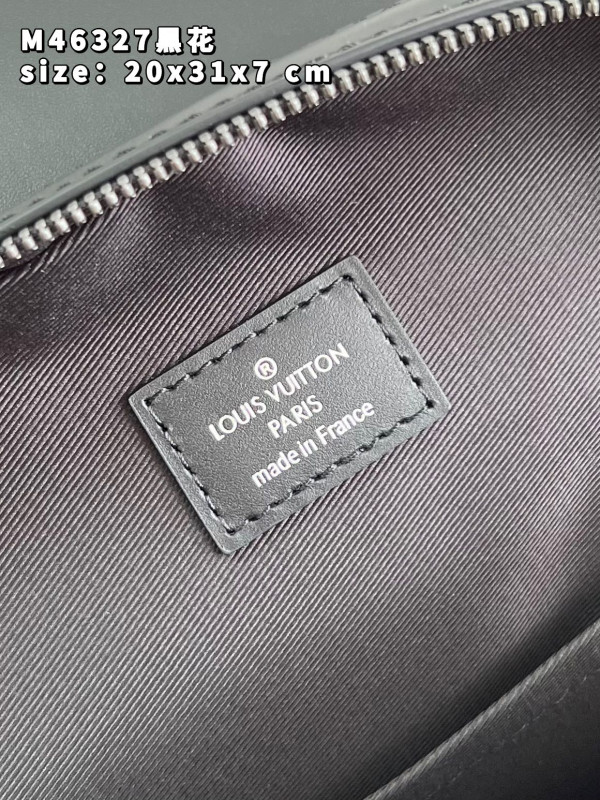 M46327黑花
size: 20x31x7 cm
®
LOUIS VUITTON
PARIS
made in France